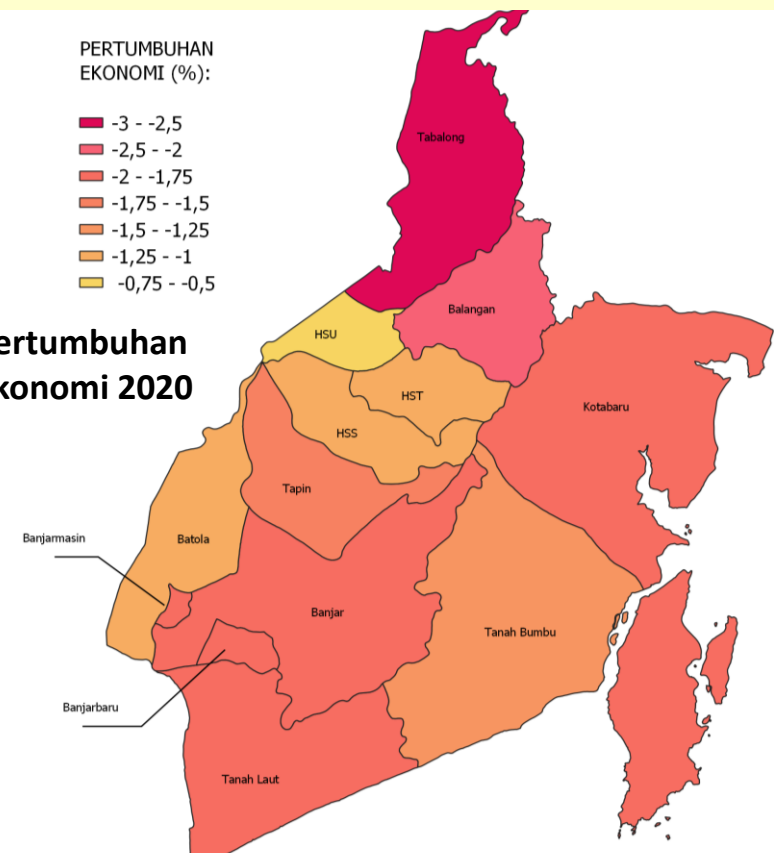 PERTUMBUHAN
EKONOMI (%):
-3 - -2,5
-2,5 - -2
-2 - -1,75
-1,75 - -1,5
-1,5 - -1,25
-1,25 - -1
-0,75 - -0,5
ertumbuhan
konomi 2020
Tabalong
Balangan
HSU
HST
Kotabaru
HSS
Tapin
Banjarmasin
Batola
Banjar
Tanah Bumbu
Banjarbaru
Tanah Laut